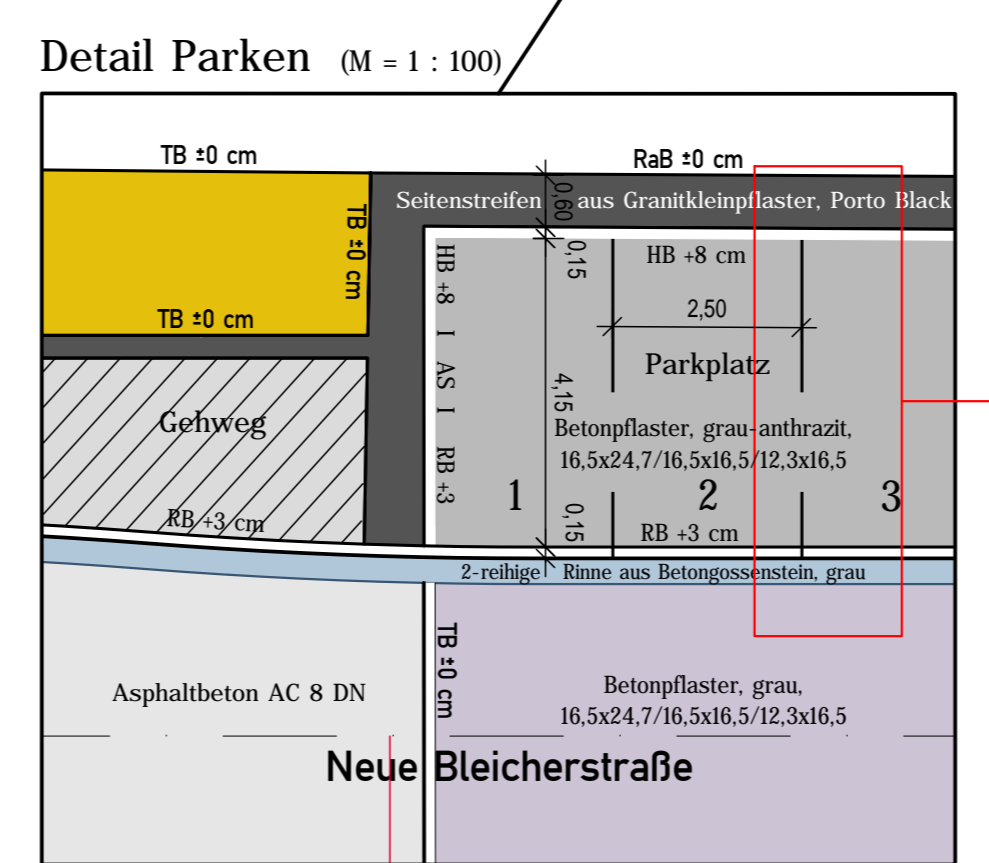 Detail Parken (M = 1 : 100)
TB ±0 cm
RaB ±0 cm
Seitenstreifen aus Granitkleinpflaster, Porto Black
TB ±0 cm
0,60
0,15
HB +8 cm
HB +8 I AS I RB +3
2,50
TB ±0 cm
Parkplatz
4,15
Gehweg
Betonpflaster, grau-anthrazit,
16,5x24,7/16,5x16,5/12,3x16,5
1
2
3
RB +3 cm
0,15
RB +3 cm
2-reihige Rinne aus Betongossenstein, grau
TB ±0 cm
Asphaltbeton AC 8 DN
Betonpflaster, grau,
16,5x24,7/16,5x16,5/12,3x16,5
Neue Bleicherstraße